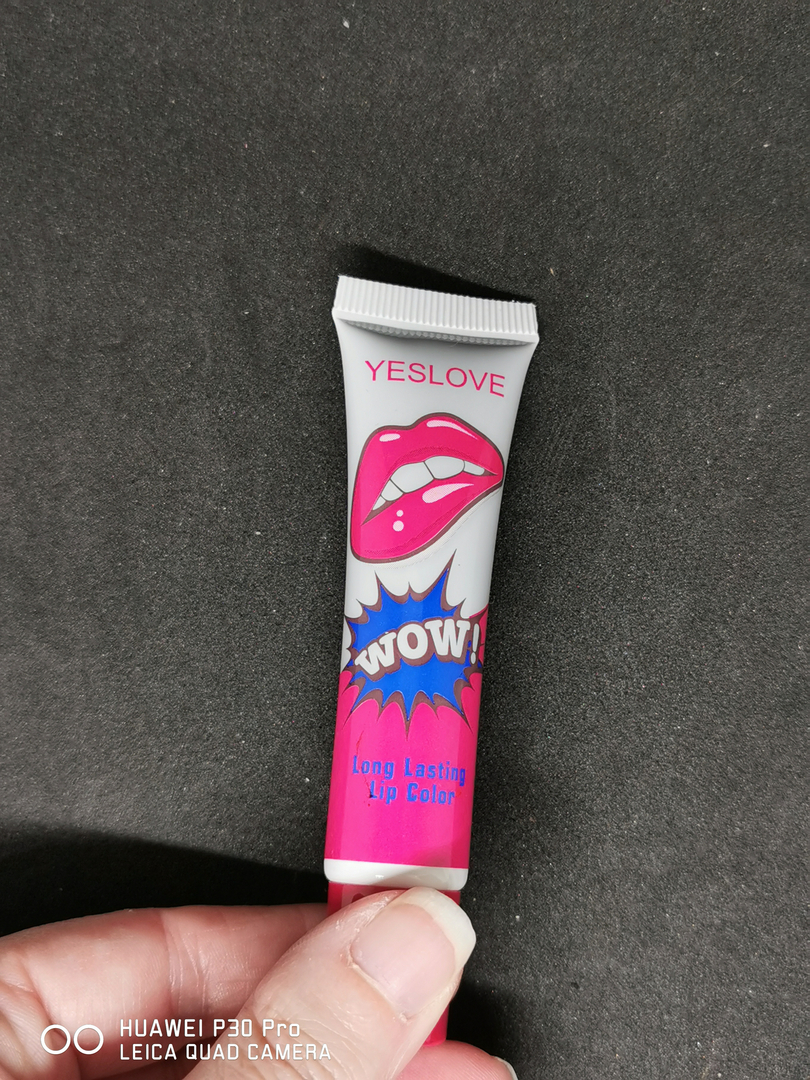 YESLOVE
WOW!
Long Lasting
Lip Color
HUAWEI P30 Pro
LEICA QUAD CAMERA